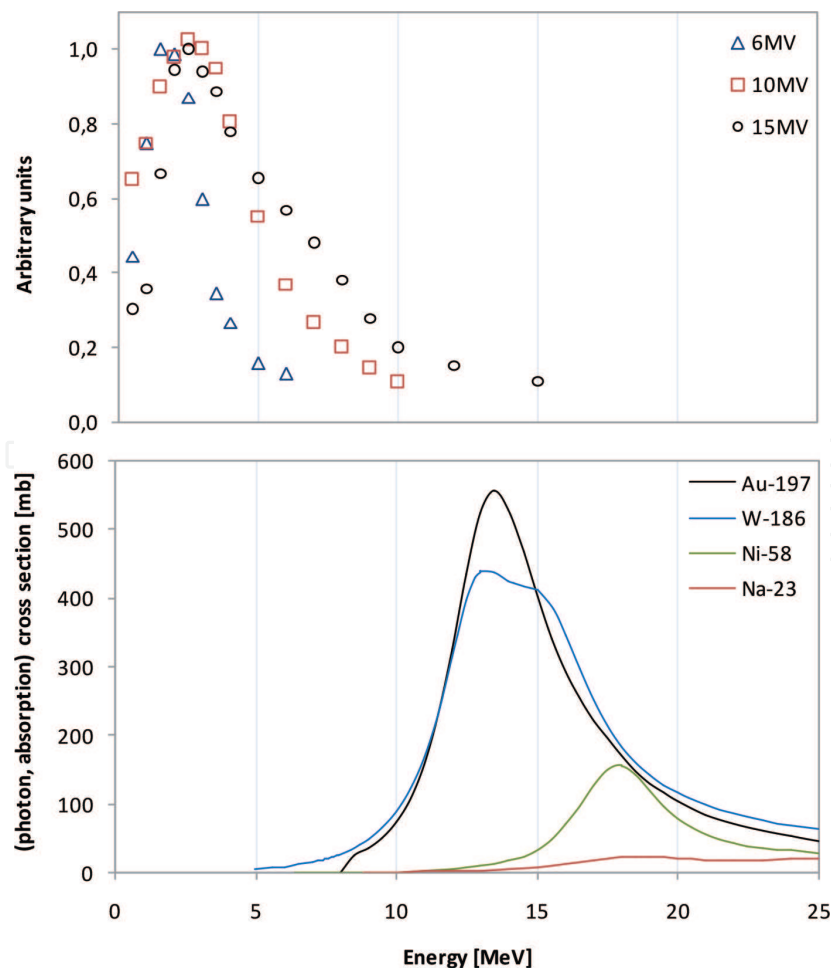 1,0
0,8
0,6
0,4
0,2
0,0
Arbitrary units
6MV
10MV
15MV
600
500
400
300
200
100
0
(photon, absorption) cross section [mb]
Au-197
W-186
Ni-58
Na-23
0 5 10 15 20 25
Energy [MeV]